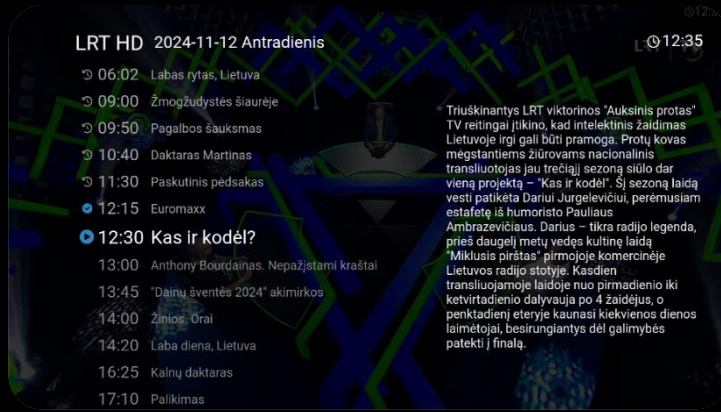 LRT HD 2024-11-12 Antradienis
12:35
06:02 Labas rytas, Lietuva
09:00 Žmogžudystės šiaurėje
09:50 Pagalbos šauksmas
10:40 Daktaras Martinas
11:30 Paskutinis pėdsakas
12:15 Euromaxx
12:30 Kas ir kodėl?
13:00 Anthony Bourdainas. Nepažįstami kraštai
13:45 "Dainų šventės 2024" akimirkos
14:00 Žinios. Orai
14:20 Laba diena, Lietuva
16:25 Kalnų daktaras
17:10 Palikimas
Triuškinantys LRT viktorinos "Auksinis protas"
TV reitingai įtikino, kad intelektinis žaidimas
Lietuvoje irgi gali būti pramoga. Protų kovas
mėgstantiems žiūrovams nacionalinis
transliuotojas jau trečiąjį sezoną siūlo dar
vieną projektą – "Kas ir kodėl". Šį sezoną laidą
vesti patikėta Dariui Jurgelevičiui, perėmusiam
estafetę iš humoristo Pauliaus
Ambrazevičiaus. Darius – tikra radijo legenda,
prieš daugelį metų vedęs kultinę laidą
"Miklusis pirštas" pirmojoje komercinėje
Lietuvos radijo stotyje. Kasdien
transliuojamoje laidoje nuo pirmadienio iki
ketvirtadienio dalyvauja po 4 žaidėjus, o
penktadienį eteryje kaunasi kiekvienos dienos
laimėtojai, besirungiantys dėl galimybės
patekti į finalą.